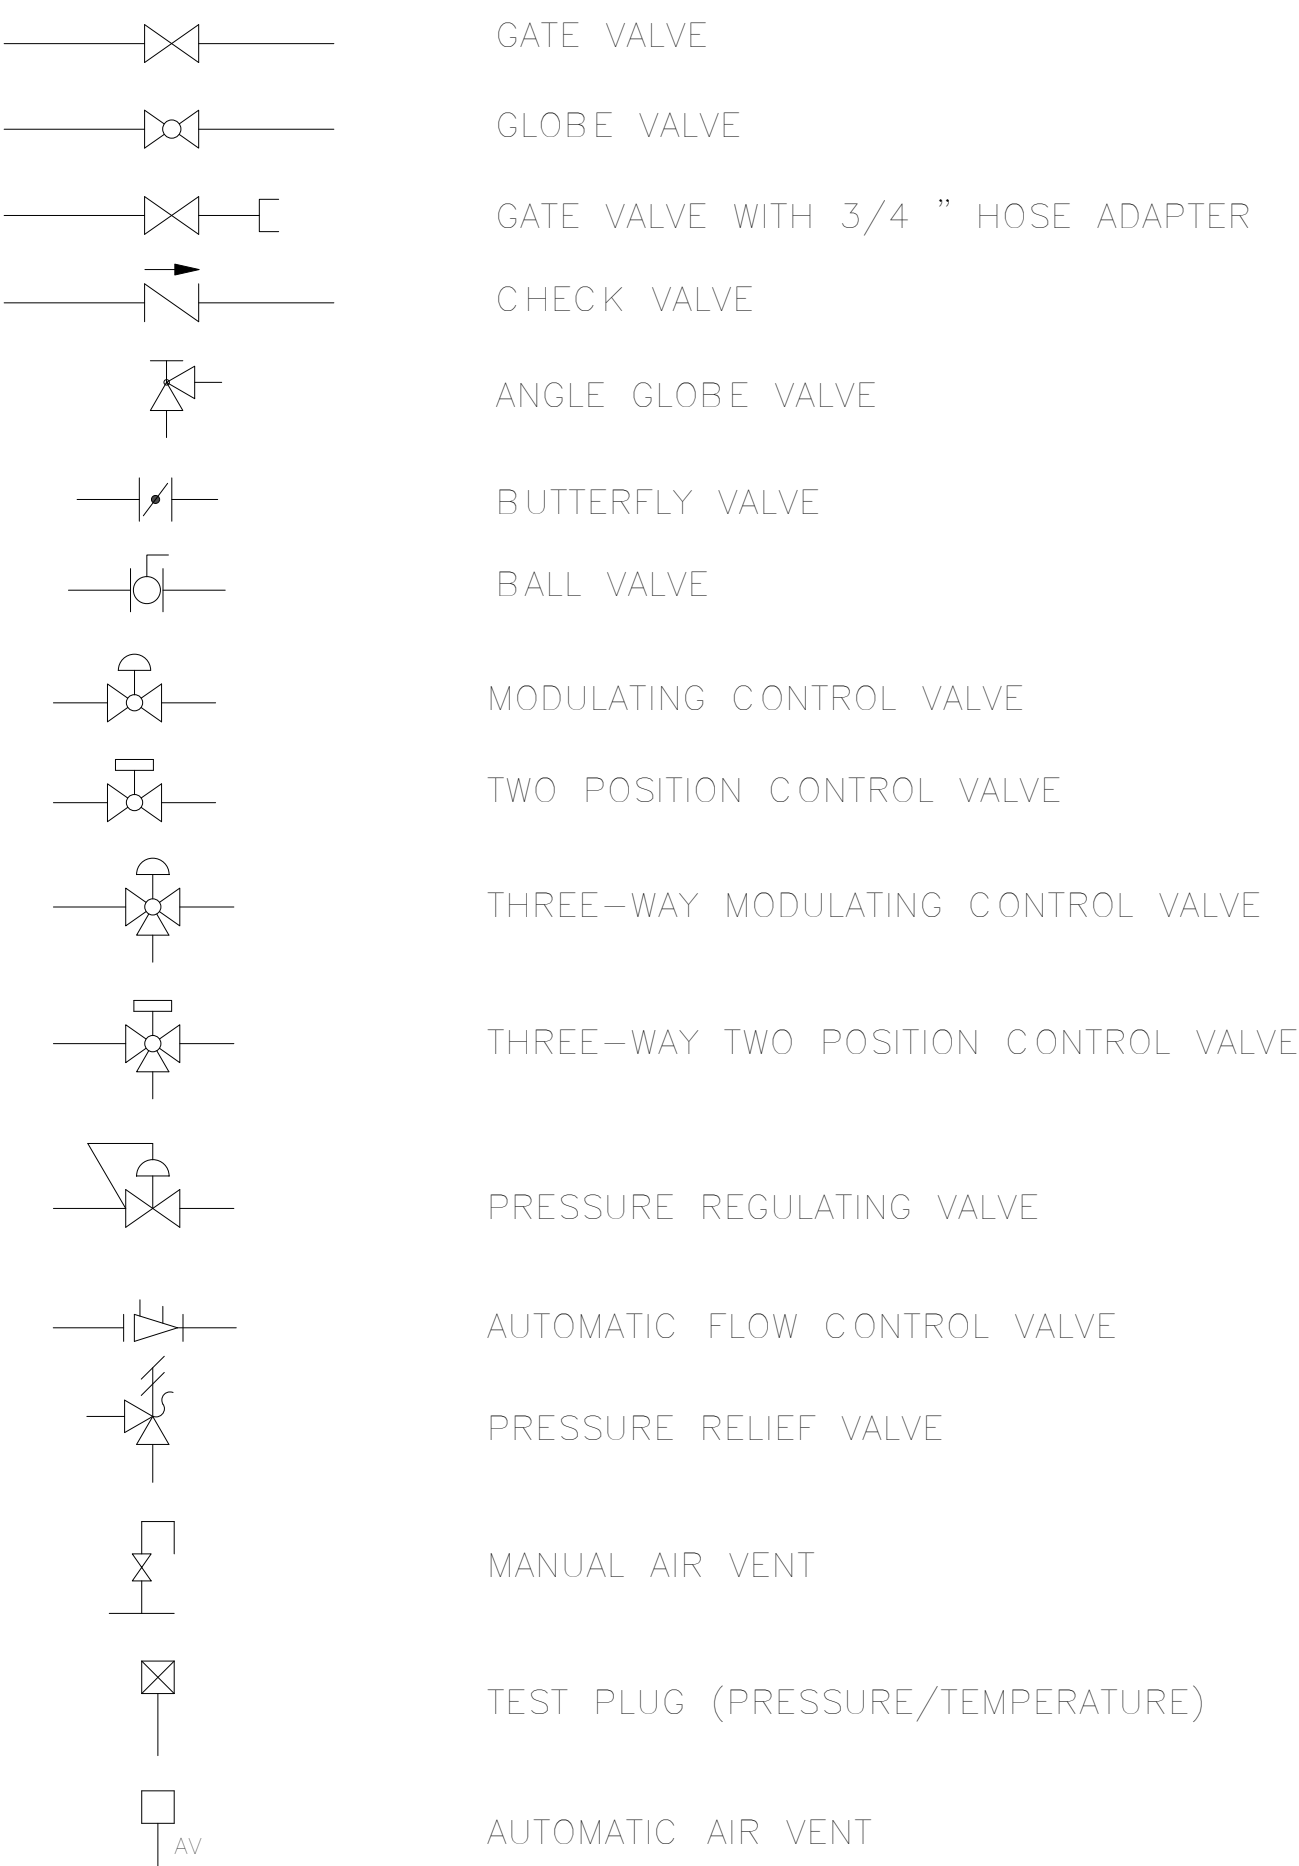 GATE VALVE
GLOBE VALVE
GATE VALVE WITH 3/4 " HOSE ADAPTER
CHECK VALVE
ANGLE GLOBE VALVE
BUTTERFLY VALVE
BALL VALVE
MODULATING CONTROL VALVE
TWO POSITION CONTROL VALVE
THREE-WAY MODULATING CONTROL VALVE
THREE-WAY TWO POSITION CONTROL VALVE
PRESSURE REGULATING VALVE
AUTOMATIC FLOW CONTROL VALVE
PRESSURE RELIEF VALVE
MANUAL AIR VENT
TEST PLUG (PRESSURE/TEMPERATURE)
AV AUTOMATIC AIR VENT